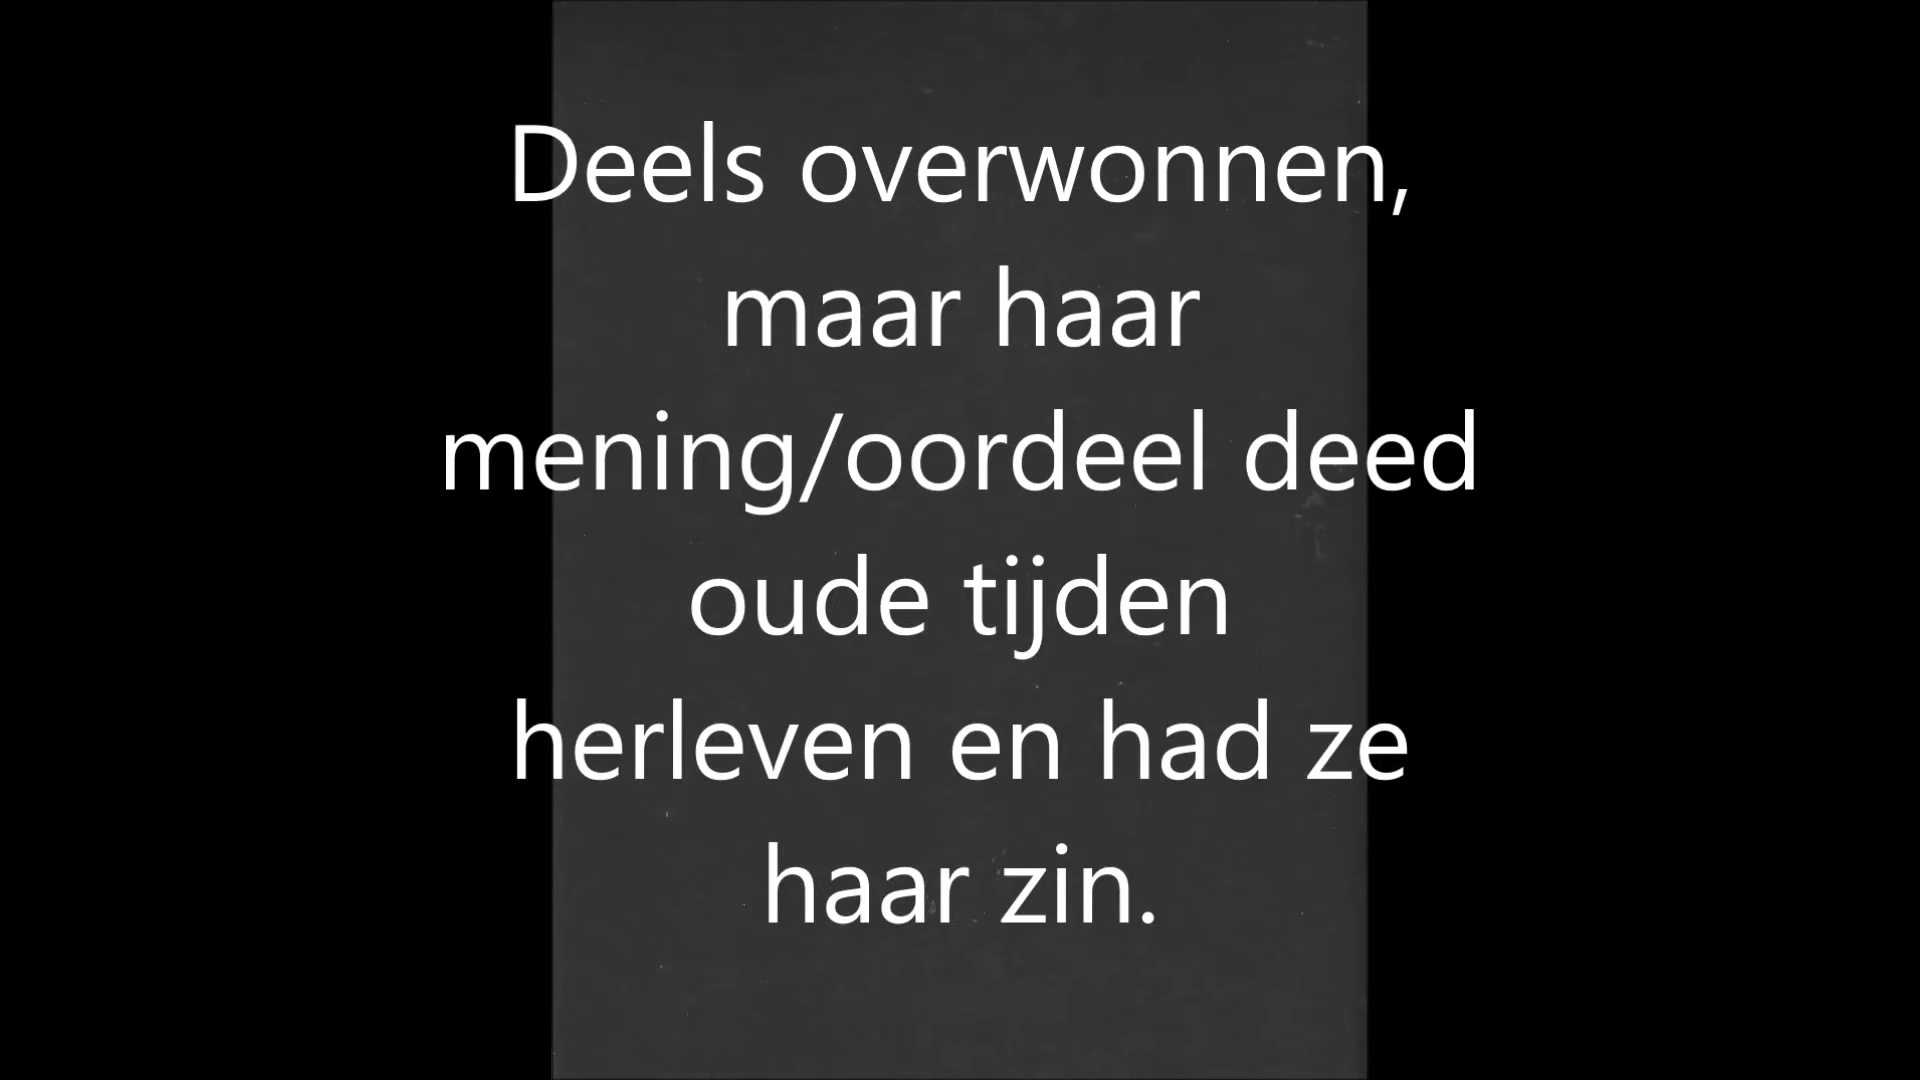 Deels overwonnen,
maar haar
mening/oordeel deed
oude tijden
herleven en had ze
haar zin.